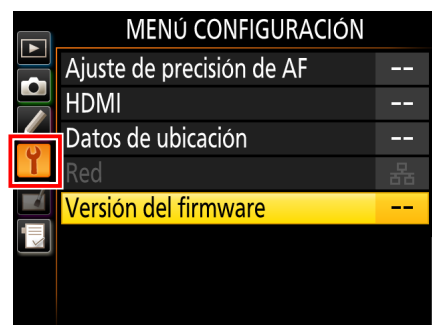 MENÚ CONFIGURACIÓN
Ajuste de precisión de AF --
HDMI --
Datos de ubicación --
Red
Versión del firmware --